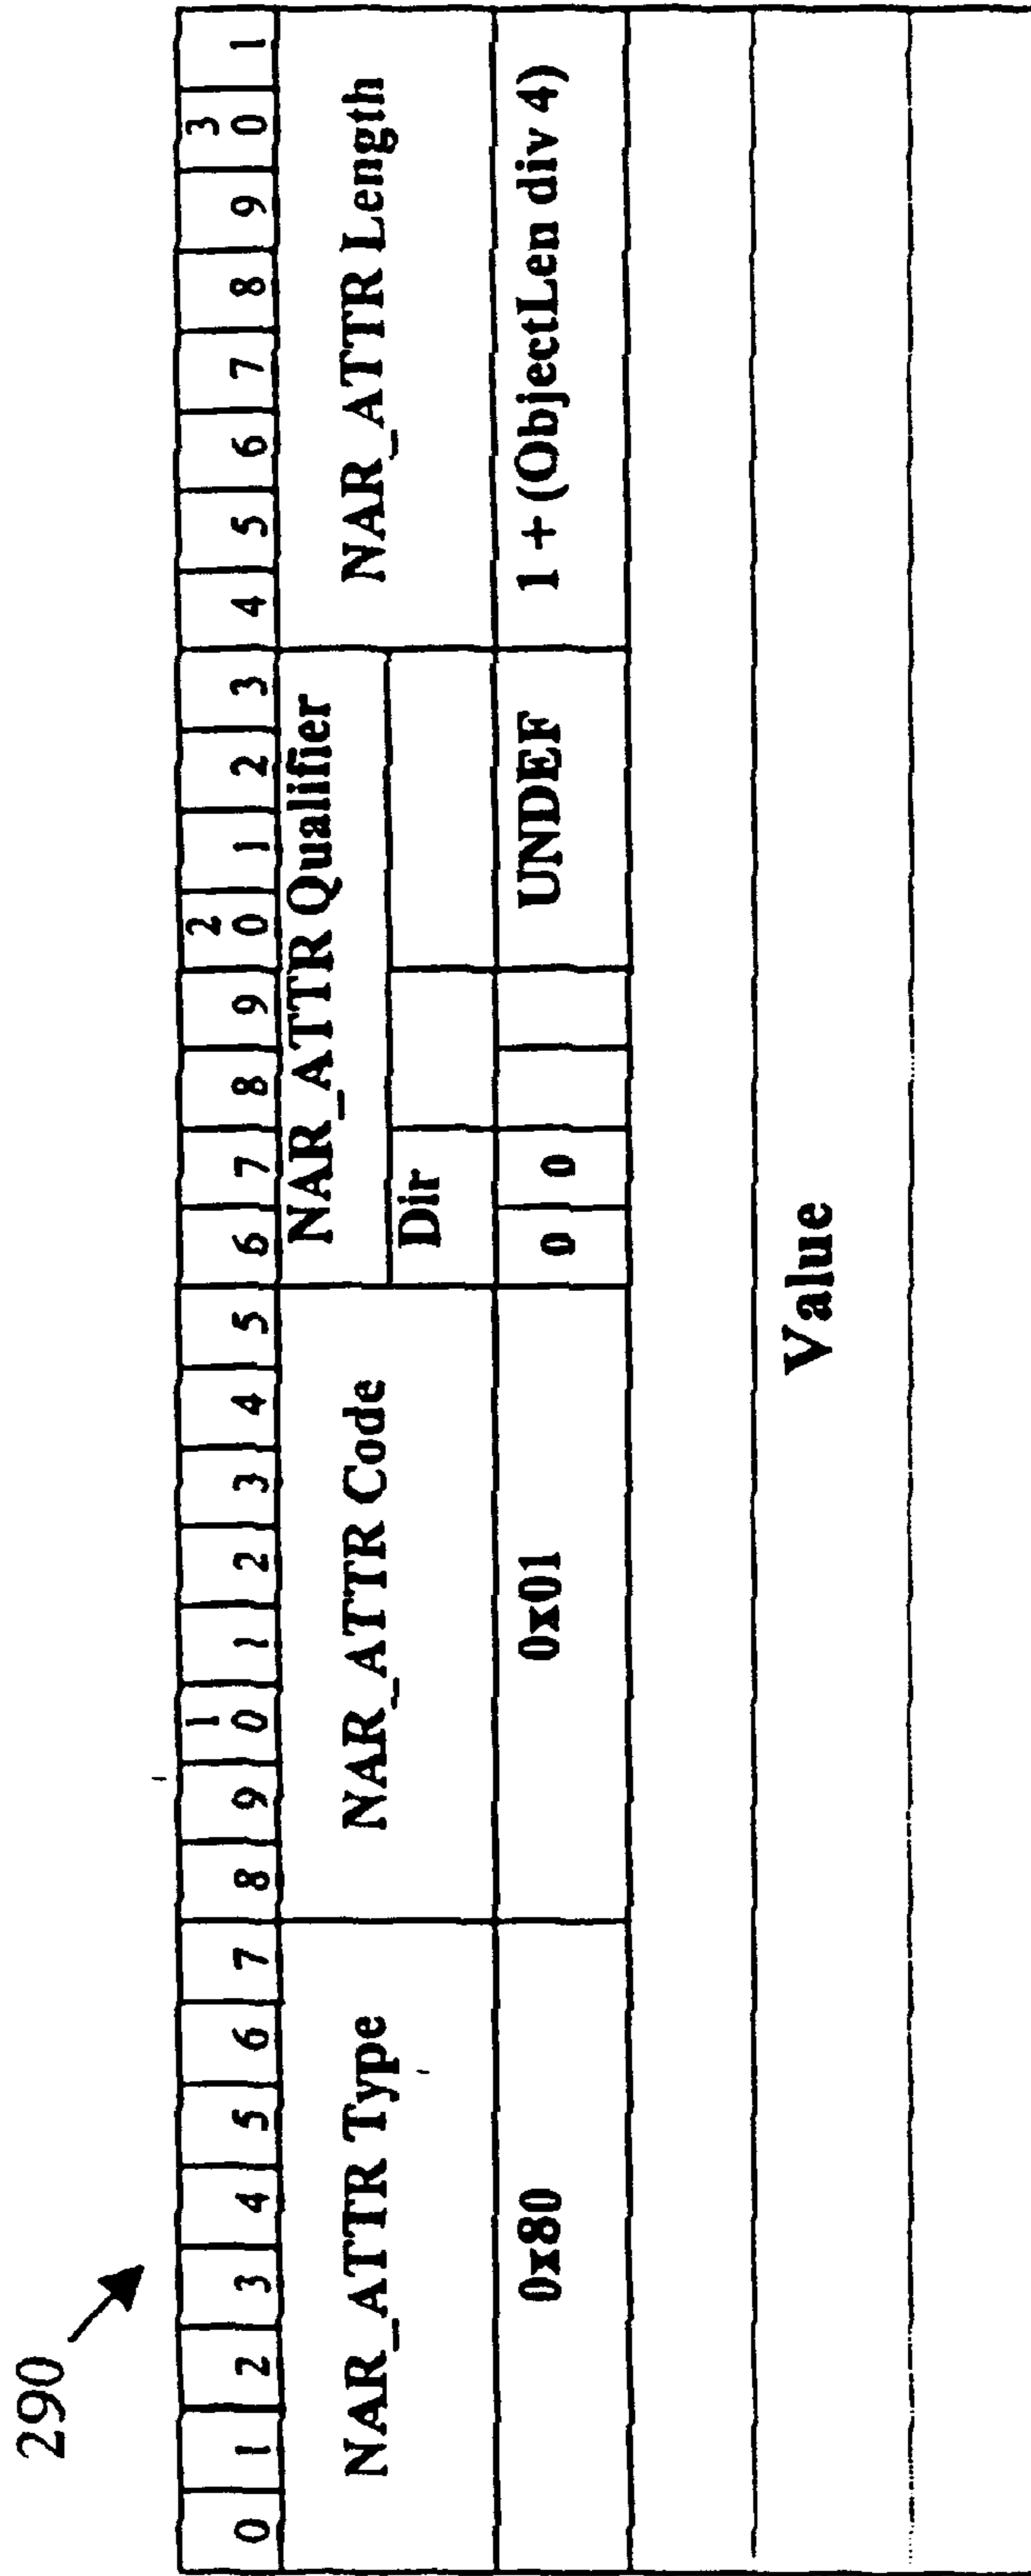 290
1 2 3
0 1 2 3 4 5 6 7 8 9 0 1 2 3 4 5 6 7 8 9 0 1 2 3 4 5 6 7 8 9 0 1
NAR_ATTR Type NAR_ATTR Code NAR_ATTR Qualifier NAR_ATTR Length
Dir
0x80 0x01 0 0 UNDEF 1 + (ObjectLen div 4)
Value